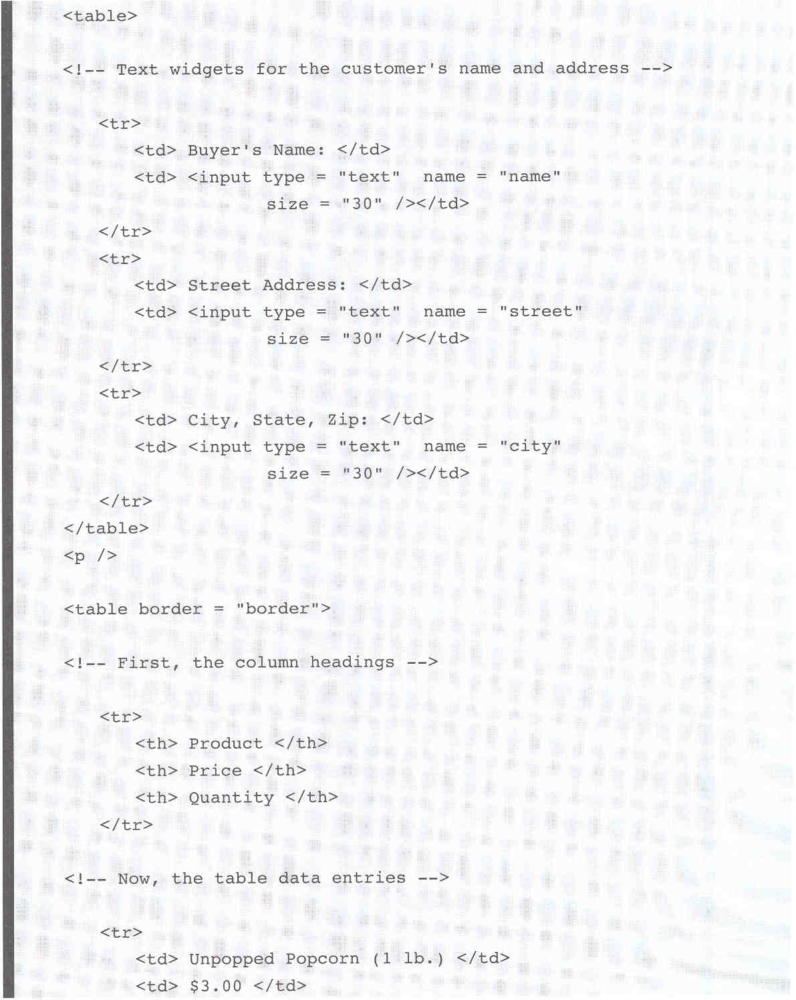 <table>
<!-- Text widgets for the customer's name and address -->
<tr>
<td> Buyer's Name: </td>
<td> <input type = "text"  name = "name"
size = "30" /></td>
</tr>
<tr>
<td> Street Address: </td>
<td> <input type = "text"  name = "street"
size = "30" /></td>
</tr>
<tr>
<td> City, State, Zip: </td>
<td> <input type = "text"  name = "city"
size = "30" /></td>
</tr>
</table>
<p />
<table border = "border">
<!-- First, the column headings -->
<tr>
<th> Product </th>
<th> Price </th>
<th> Quantity </th>
</tr>
<!-- Now, the table data entries -->
<tr>
<td> Unpopped Popcorn (1 lb.) </td>
<td> $3.00 </td>